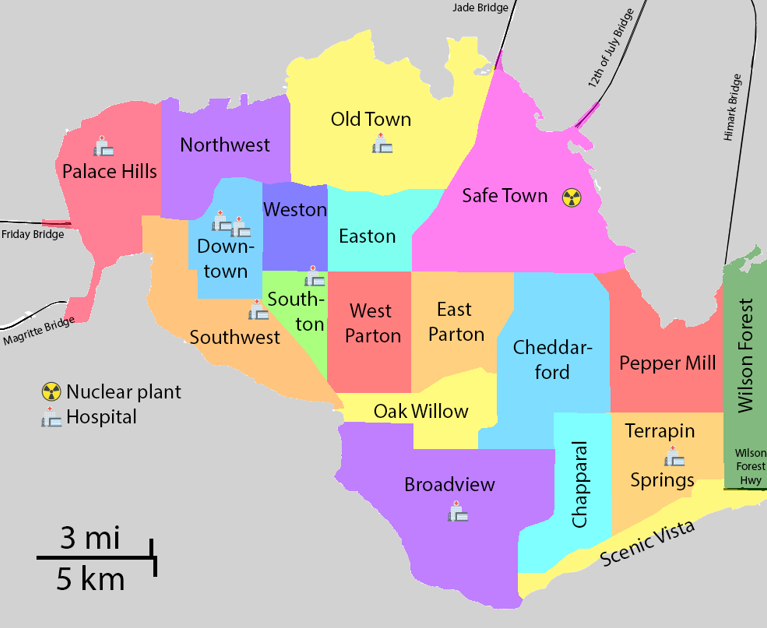 Jade Bridge
12th of July Bridge
Himark Bridge
Old Town
Northwest
Palace Hills
Safe Town
Weston
Friday Bridge
Easton
Down-
town
South-
ton
Magritte Bridge
Southwest
West
Parton
East
Parton
Cheddar-
ford
Pepper Mill
Wilson Forest
Nuclear plant
Hospital
Oak Willow
Terrapin
Springs
Wilson
Forest
Hwy
Broadview
Chapparal
Scenic Vista
3 mi
5 km